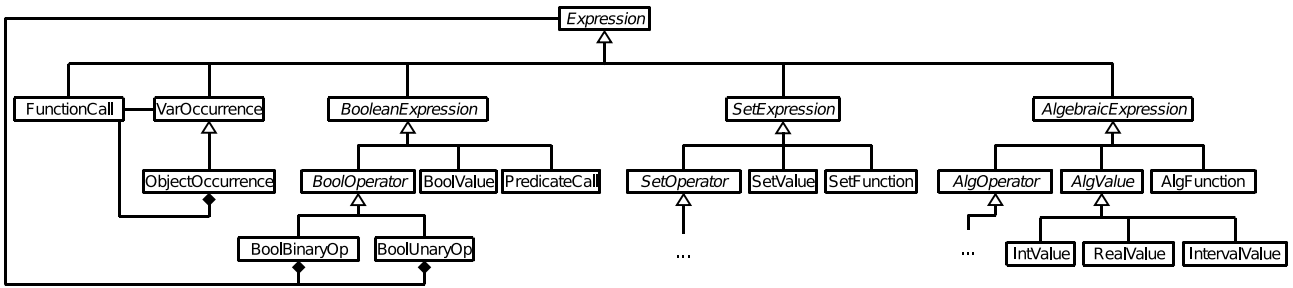 Expression
FunctionCall VarOccurrence BooleanExpression SetExpression AlgebraicExpression
ObjectOccurrence BoolOperator BoolValue PredicateCall SetOperator SetValue SetFunction AlgOperator AlgValue AlgFunction
BoolBinaryOp BoolUnaryOp ... ... IntValue RealValue IntervalValue